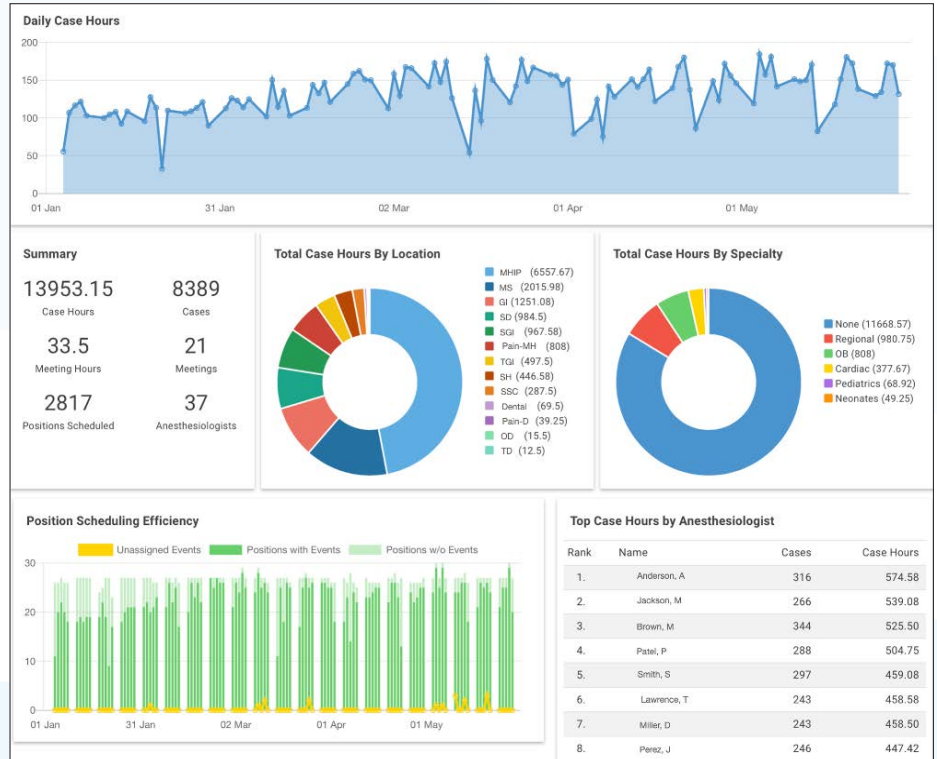 Daily Case Hours
200
150
100
50
0
01 Jan 31 Jan 02 Mar 01 Apr 01 May
Summary
13953.15 8389
Case Hours Cases
33.5 21
Meeting Hours Meetings
2817 37
Positions Scheduled Anesthesiologists
Total Case Hours By Location
MHIP (6557.67)
MS (2015.98)
GI (1251.08)
SD (984.5)
SGI (967.58)
Pain-MH (808)
TGI (497.5)
SH (446.58)
SSC (287.5)
Dental (69.5)
Pain-D (39.25)
OD (15.5)
TD (12.5)
Total Case Hours By Specialty
None (11668.57)
Regional (980.75)
OB (808)
Cardiac (377.67)
Pediatrics (68.92)
Neonates (49.25)
Position Scheduling Efficiency
Unassigned Events Positions with Events Positions w/o Events
30
20
10
0
01 Jan 31 Jan 02 Mar 01 Apr 01 May
Top Case Hours by Anesthesiologist
Rank Name Cases Case Hours
1. Anderson, A 316 574.58
2. Jackson, M 266 539.08
3. Brown, M 344 525.50
4. Patel, P 288 504.75
5. Smith, S 297 459.08
6. Lawrence, T 243 458.58
7. Miller, D 243 458.50
8. Perez, J 246 447.42